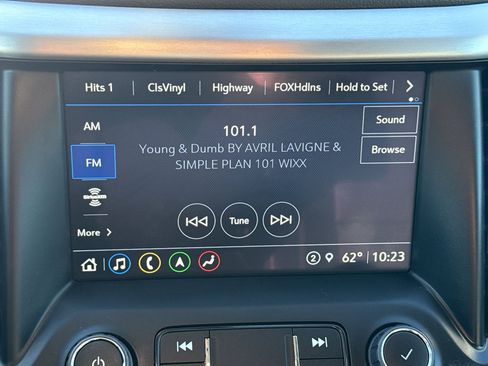 Hits 1 ClsVinyl Highway FOXHdlns Hold to Set
AM
101.1
Sound
Young & Dumb BY AVRIL LAVIGNE &
SIMPLE PLAN 101 WIXX
Browse
FM
Tune
More
2 62° 10:23